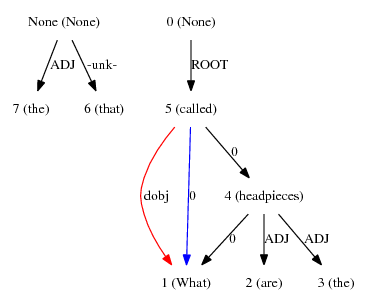 None (None) 0 (None)
ADJ -unk- ROOT
7 (the) 6 (that) 5 (called)
0
dobj 0 4 (headpieces)
0 ADJ ADJ
1 (What) 2 (are) 3 (the)